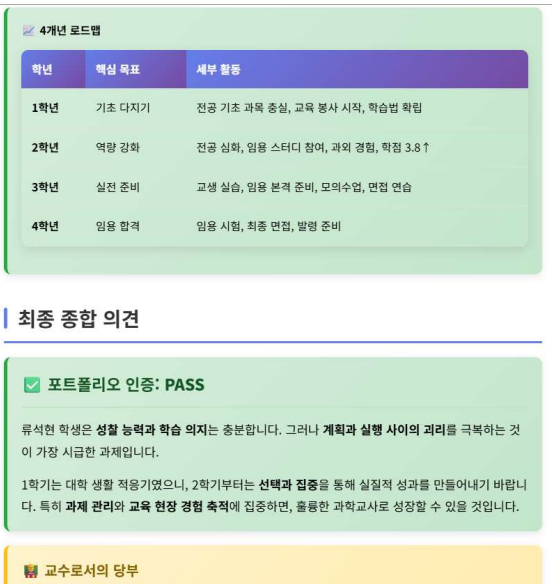 📈 4개년 로드맵
학년 핵심 목표 세부 활동
1학년 기초 다지기 전공 기초 과목 충실, 교육 봉사 시작, 학습법 확립
2학년 역량 강화 전공 심화, 임용 스터디 참여, 과외 경험, 학점 3.8↑
3학년 실전 준비 교생 실습, 임용 본격 준비, 모의수업, 면접 연습
4학년 임용 합격 임용 시험, 최종 면접, 발령 준비
최종 종합 의견
✅ 포트폴리오 인증: PASS
류석현 학생은 성찰 능력과 학습 의지는 충분합니다. 그러나 계획과 실행 사이의 괴리를 극복하는 것
이 가장 시급한 과제입니다.
1학기는 대학 생활 적응기였으니, 2학기부터는 선택과 집중을 통해 실질적 성과를 만들어내기 바랍니
다. 특히 과제 관리와 교육 현장 경험 축적에 집중하면, 훌륭한 과학교사로 성장할 수 있을 것입니다.
👩‍🏫 교수로서의 당부